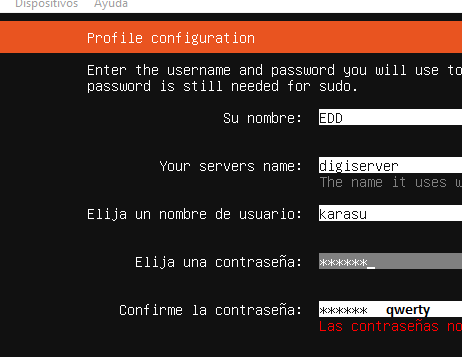 Dispositivos Ayuda
Profile configuration
Enter the username and password you will use to
password is still needed for sudo.
Su nombre: EDD
Your servers name: digiserver
The name it uses w
Elija un nombre de usuario: karasu
Elija una contraseña: ******_
Confirme la contraseña: ****** qwerty
Las contraseñas no